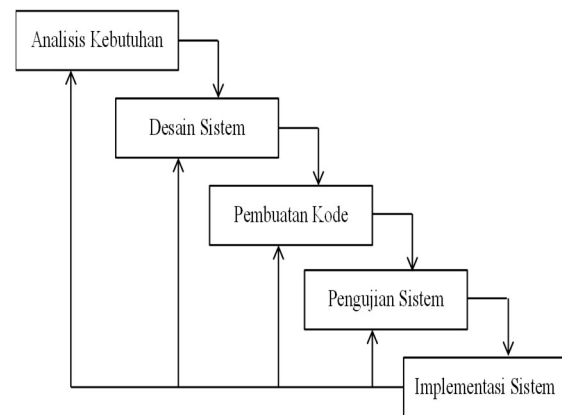 Analisis Kebutuhan
Desain Sistem
Pembuatan Kode
Pengujian Sistem
Implementasi Sistem